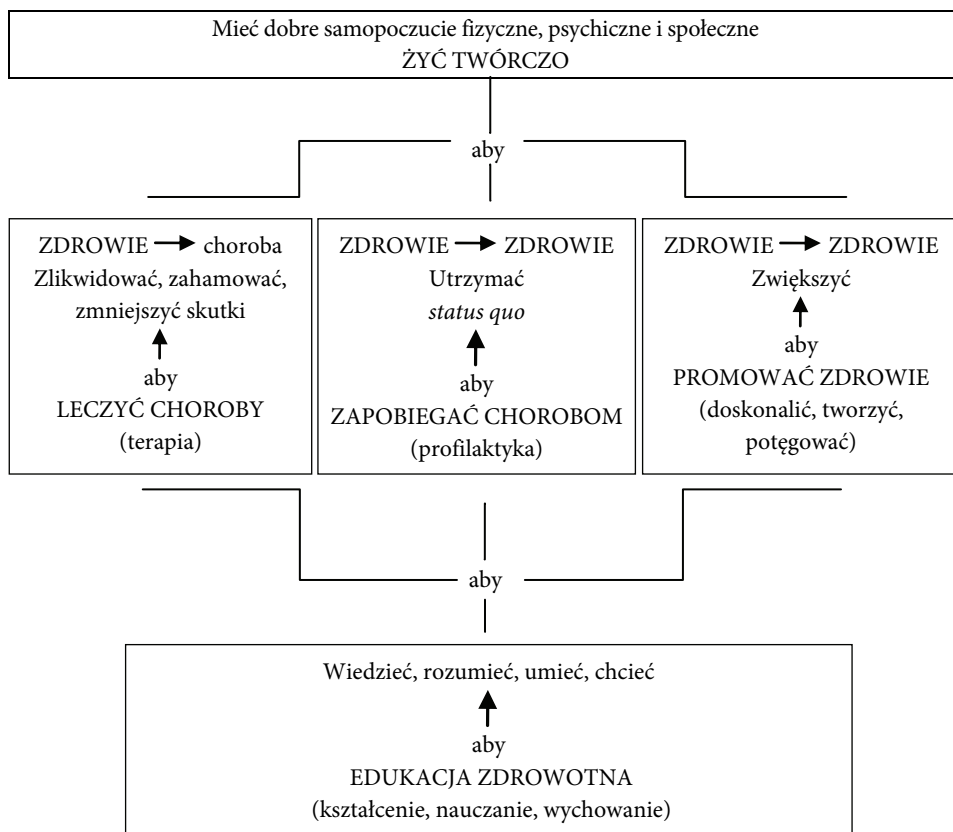 Mieć dobre samopoczucie fizyczne, psychiczne i społeczne
ŻYĆ TWÓRCZO
aby
ZDROWIE → choroba
Zlikwidować, zahamować,
zmniejszyć skutki
aby
LECZYĆ CHOROBY
(terapia)
ZDROWIE → ZDROWIE
Utrzymać
status quo
aby
ZAPOBIEGAĆ CHOROBOM
(profilaktyka)
ZDROWIE → ZDROWIE
Zwiększyć
aby
PROMOWAĆ ZDROWIE
(doskonalić, tworzyć,
potęgować)
aby
Wiedzieć, rozumieć, umieć, chcieć
aby
EDUKACJA ZDROWOTNA
(kształcenie, nauczanie, wychowanie)